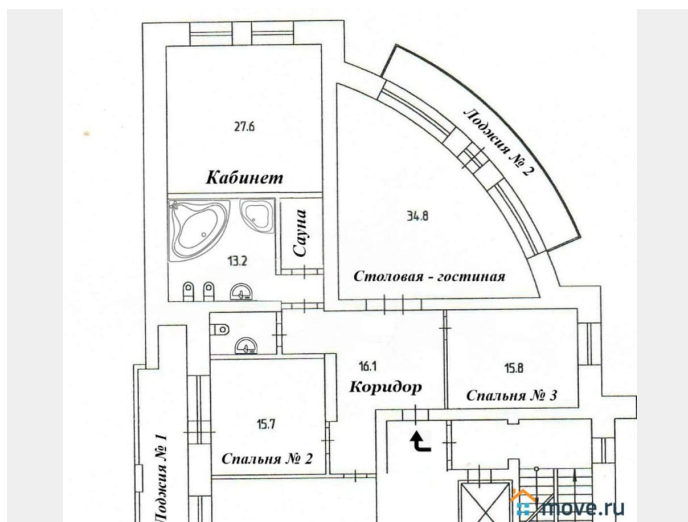 27.6
Кабинет
Лоджия № 2
Сауна
34.8
13.2
Столовая - гостиная
16.1
Коридор
15.8
Спальня № 3
15.7
Спальня № 2
Лоджия № 1
move.ru